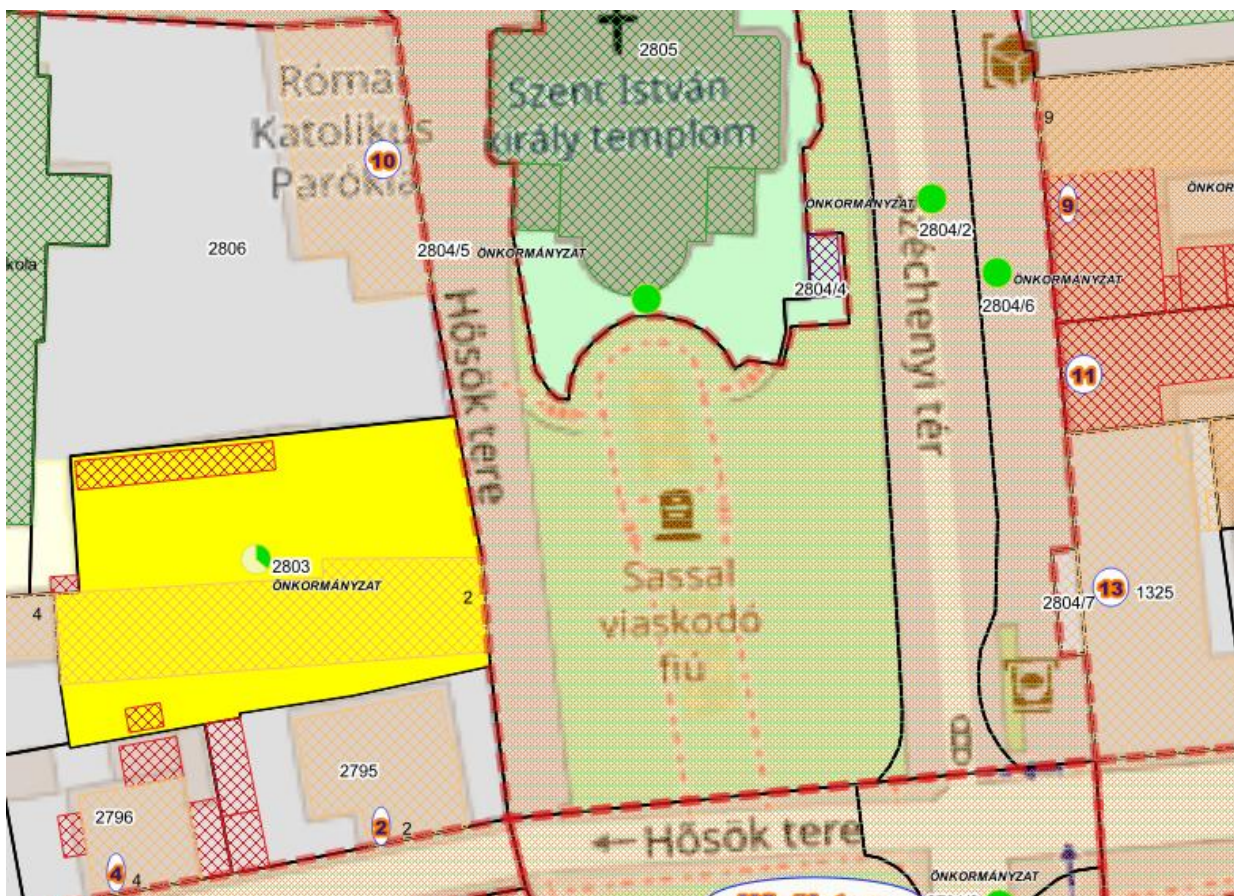 2805
Római
Katolikus
Parókia
10
Szent István
király templom
9
9
ÖNKORMÁNYZAT
2804/2
ÖNKOR
2806
2804/5 ÖNKORMÁNYZAT
kola
2804/4
ÖNKORMÁNYZAT
2804/6
Széchenyi tér
Hősök tere
11
2803
ÖNKORMÁNYZAT
2
4
Sassal
viaskodó
fiú
2804/7
13
1325
2795
2
2
2796
4
4
← Hősök tere
ÖNKORMÁNYZAT